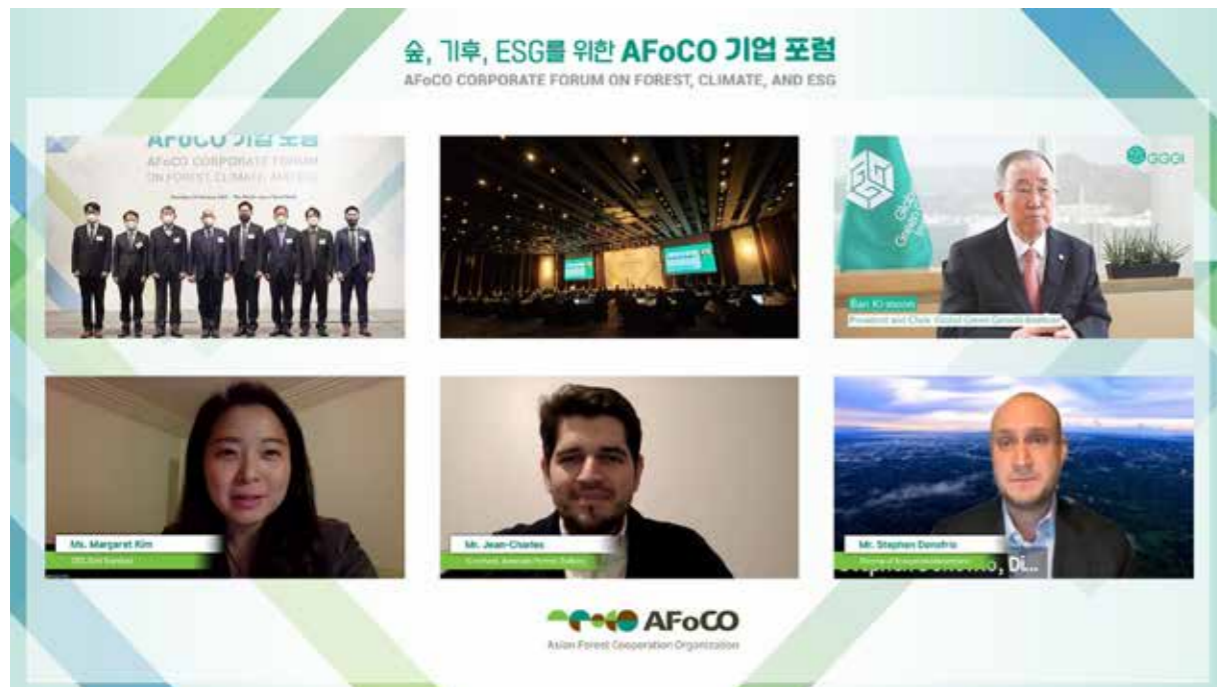 숲, 기후, ESG를 위한 AFoCO 기업 포럼
AFoCO CORPORATE FORUM ON FOREST, CLIMATE, AND ESG
AFoCO 기업 포럼
AFoCO CORPORATE FORUM
ON FOREST, CLIMATE, AND ESG
GGGI
Ban Ki-moon
President and Chair, Global Green Growth Institute
Ms. Margaret Kim
CEO, Gold Standard
Mr. Jean-Charles
Mr. Stephen Donofrio
AFoCO
Asian Forest Cooperation Organization